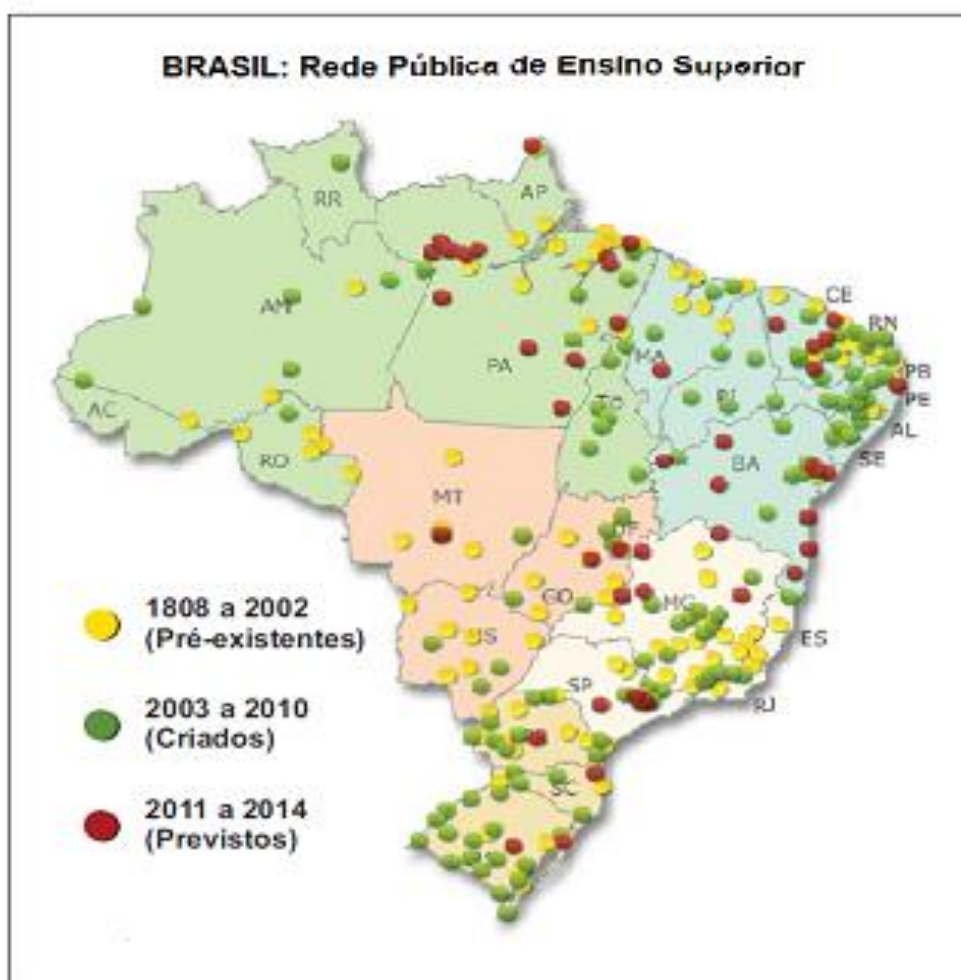 BRASIL: Rede Pública de Ensino Superior
RR
AP
AM
PA
MA
CE
RN
PB
PE
AL
SE
AC
RO
TO
PI
BA
MT
DF
GO
MG
ES
MS
SP
RJ
SC
1808 a 2002
(Pré-existentes)
2003 a 2010
(Criados)
2011 a 2014
(Previstos)